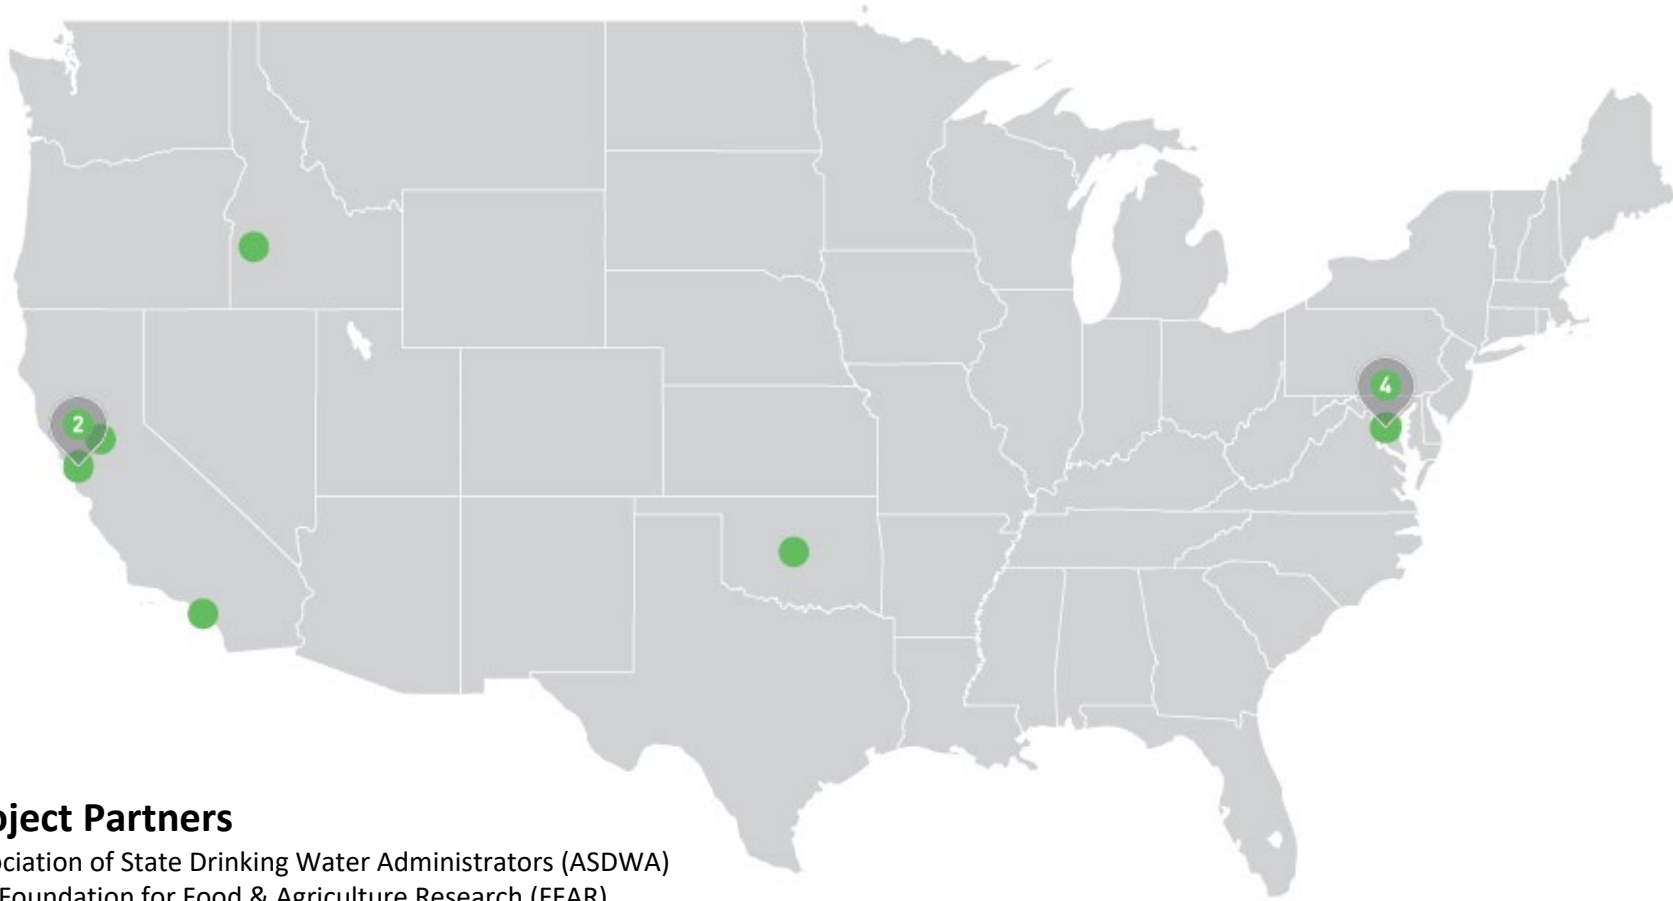 2
4
oject Partners
ociation of State Drinking Water Administrators (ASDWA)
Foundation for Food & Agriculture Research (FFAR)